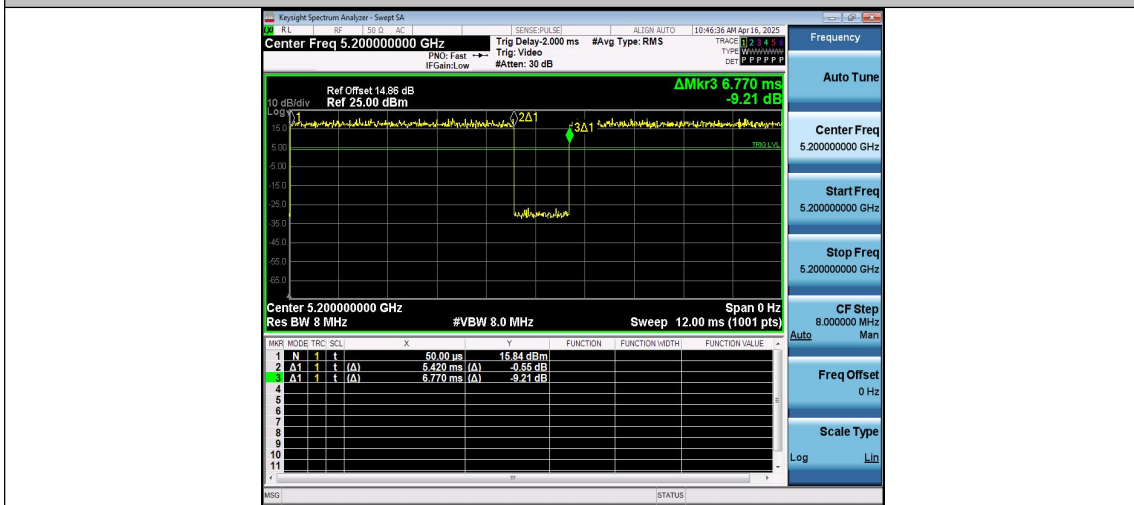 Keysight Spectrum Analyzer - Swept SA
RL RF 50 Ω AC SENSE:PULSE ALIGN AUTO 10:46:36 AM Apr 16, 2025
Center Freq 5.200000000 GHz
PNO: Fast
IFGain:Low
Trig Delay-2.000 ms
Trig: Video
#Atten: 30 dB
#Avg Type: RMS
TRACE 1 2 3 4 5 6
TYPE W
DET P P P P P P
Ref Offset 14.86 dB
10 dB/div Ref 25.00 dBm
Log
ΔMkr3 6.770 ms
-9.21 dB
1
2Δ1
3Δ1
TRIG LVL
15.0
5.00
-5.00
-15.0
-25.0
-35.0
-45.0
-55.0
-65.0
Center 5.200000000 GHz Span 0 Hz
Res BW 8 MHz #VBW 8.0 MHz Sweep 12.00 ms (1001 pts)
MKR MODE TRC SCL X Y FUNCTION FUNCTION WIDTH FUNCTION VALUE
1 N 1 t 50.00 µs 15.84 dBm
2 Δ1 1 t (Δ) 5.420 ms (Δ) -0.55 dB
3 Δ1 1 t (Δ) 6.770 ms (Δ) -9.21 dB
4
5
6
7
8
9
10
11
MSG STATUS
Frequency
Auto Tune
Center Freq
5.200000000 GHz
Start Freq
5.200000000 GHz
Stop Freq
5.200000000 GHz
CF Step
8.000000 MHz
Auto Man
Freq Offset
0 Hz
Scale Type
Log Lin